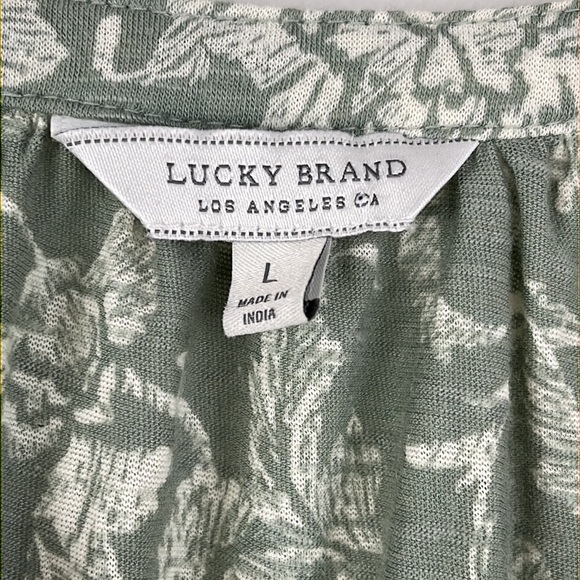 LUCKY BRAND
LOS ANGELES CA
L
MADE IN
INDIA